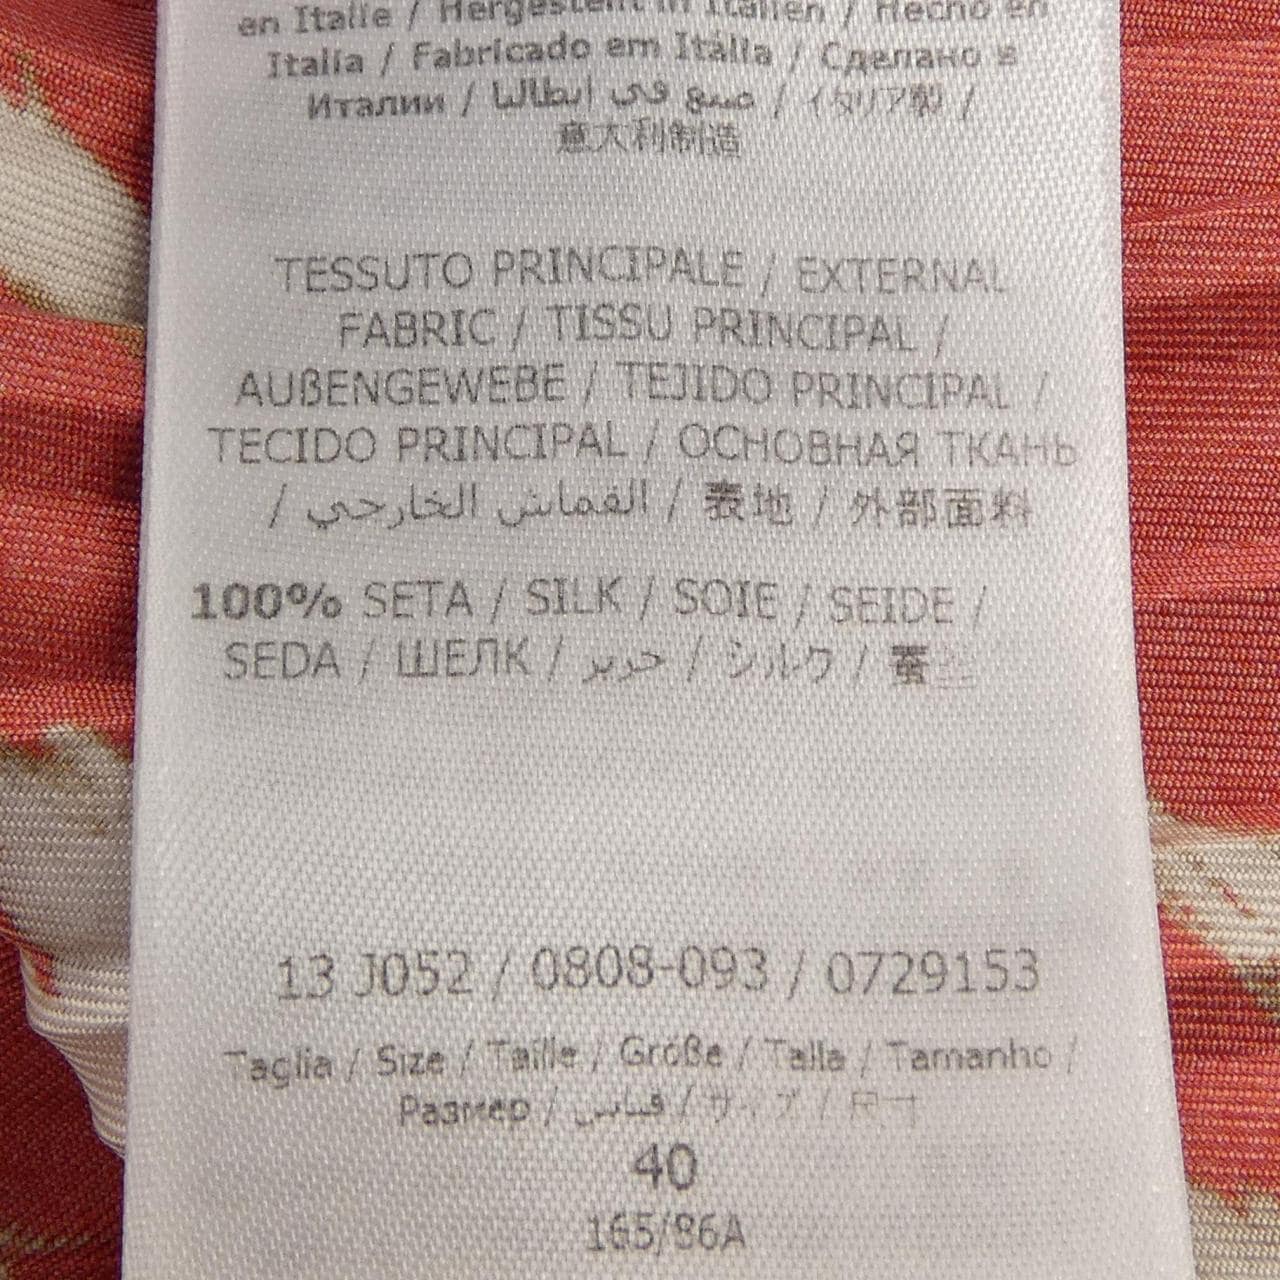 en Italie / Hergestellt in Italien / Hecho en
Italia / Fabricado em Itália / Сделано в
Италии / صنع في إيطاليا / イタリア製 /
意大利制造
TESSUTO PRINCIPALE / EXTERNAL
FABRIC / TISSU PRINCIPAL /
AUßENGEWEBE / TEJIDO PRINCIPAL /
TECIDO PRINCIPAL / ОСНОВНАЯ ТКАНЬ
/ القماش الخارجي / 表地 / 外部面料
100% SETA / SILK / SOIE / SEIDE /
SEDA / ШЕЛК / حرير / シルク / 蚕
13 J052 / 0808-093 / 0729153
Taglia / Size / Taille / Größe / Talla / Tamanho /
Размер / قياس / サイズ / 尺寸
40
165/86A